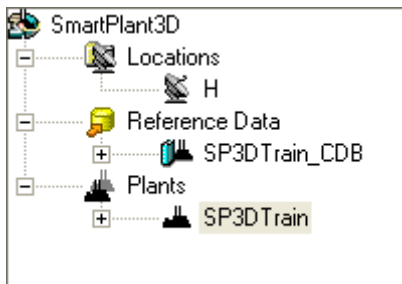 SmartPlant3D
Locations
H
Reference Data
SP3DTrain_CDB
Plants
SP3DTrain